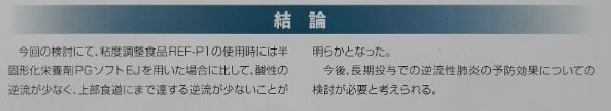 結論
今回の検討にて、粘度調整食品REF-P1の使用時には半
固形化栄養剤PGソフトEJを用いた場合に比して、酸性の
逆流が少なく、上部食道にまで達する逆流が少ないことが
明らかとなった。
今後、長期投与での逆流性肺炎の予防効果についての
検討が必要と考えられる。